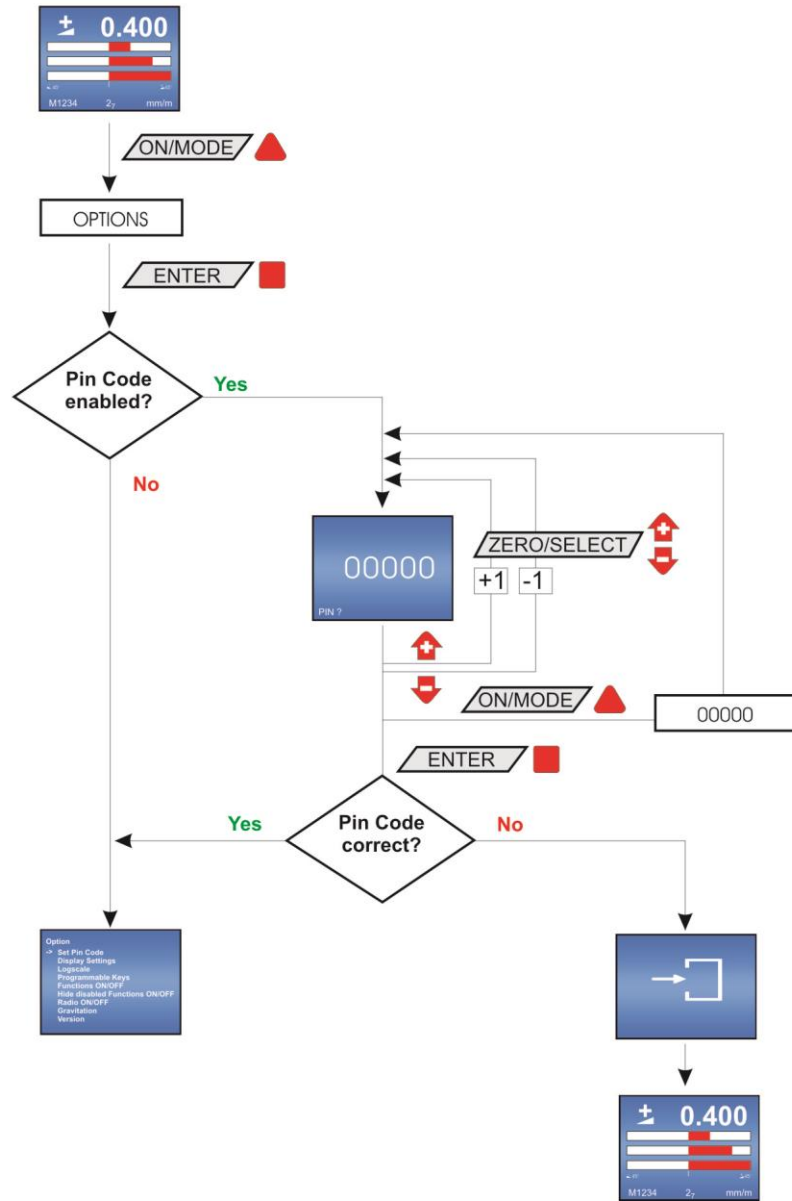 0.400
M1234 2₇ mm/m
ON/MODE
OPTIONS
ENTER
Pin Code
enabled?
Yes
No
00000
PIN ?
ZERO/SELECT
+1 -1
ON/MODE
00000
ENTER
Pin Code
correct?
Yes
No
Option
-> Set Pin Code
Display Settings
Logscale
Programmable Keys
Functions ON/OFF
Hide disabled Functions ON/OFF
Radio ON/OFF
Gravitation
Version
0.400
M1234 2₇ mm/m